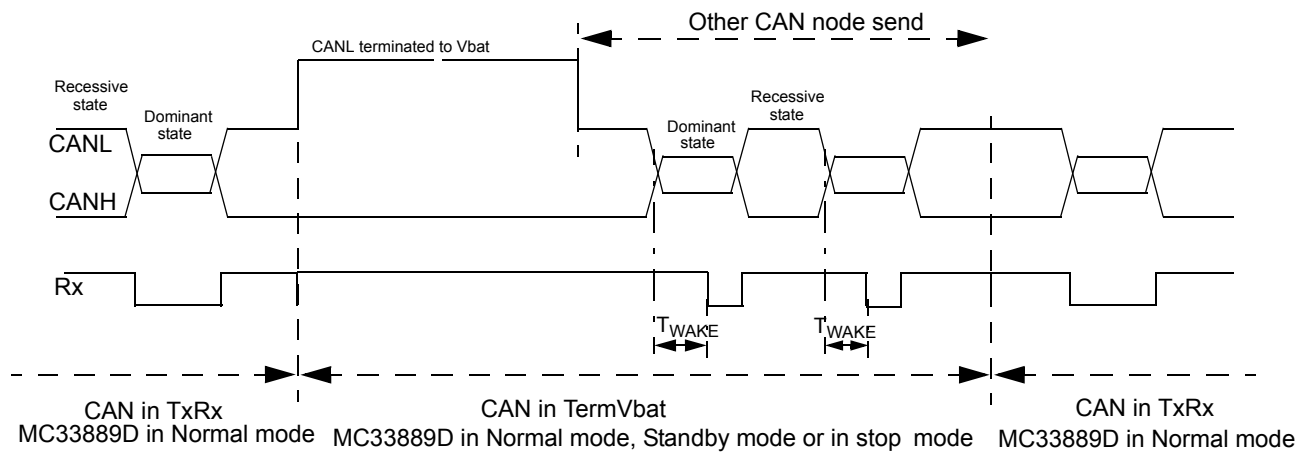 Other CAN node send
CANL terminated to Vbat
Recessive
state
Dominant
state
Recessive
state
Dominant
state
CANL
CANH
Rx
TWAKE
TWAKE
CAN in TxRx
MC33889D in Normal mode
CAN in TermVbat
MC33889D in Normal mode, Standby mode or in stop mode
CAN in TxRx
MC33889D in Normal mode